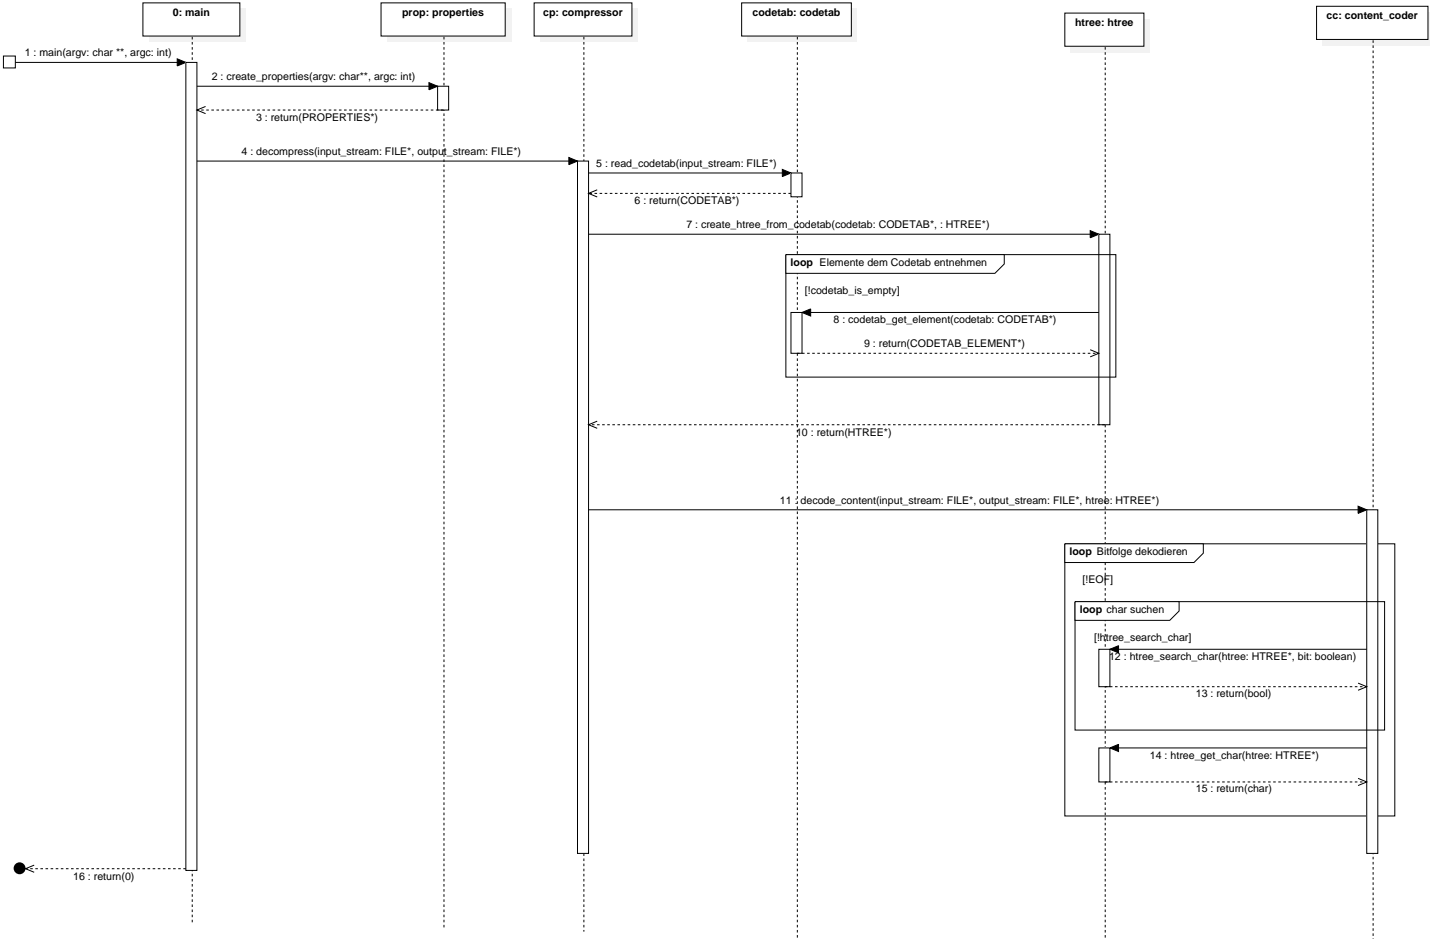 0: main
prop: properties
cp: compressor
codetab: codetab
htree: htree
cc: content_coder
1 : main(argv: char **, argc: int)
2 : create_properties(argv: char**, argc: int)
3 : return(PROPERTIES*)
4 : decompress(input_stream: FILE*, output_stream: FILE*)
5 : read_codetab(input_stream: FILE*)
6 : return(CODETAB*)
7 : create_htree_from_codetab(codetab: CODETAB*, : HTREE*)
loop Elemente dem Codetab entnehmen
[!codetab_is_empty]
8 : codetab_get_element(codetab: CODETAB*)
9 : return(CODETAB_ELEMENT*)
10 : return(HTREE*)
11 : decode_content(input_stream: FILE*, output_stream: FILE*, htree: HTREE*)
loop Bitfolge dekodieren
[!EOF]
loop char suchen
[!htree_search_char]
12 : htree_search_char(htree: HTREE*, bit: boolean)
13 : return(bool)
14 : htree_get_char(htree: HTREE*)
15 : return(char)
16 : return(0)